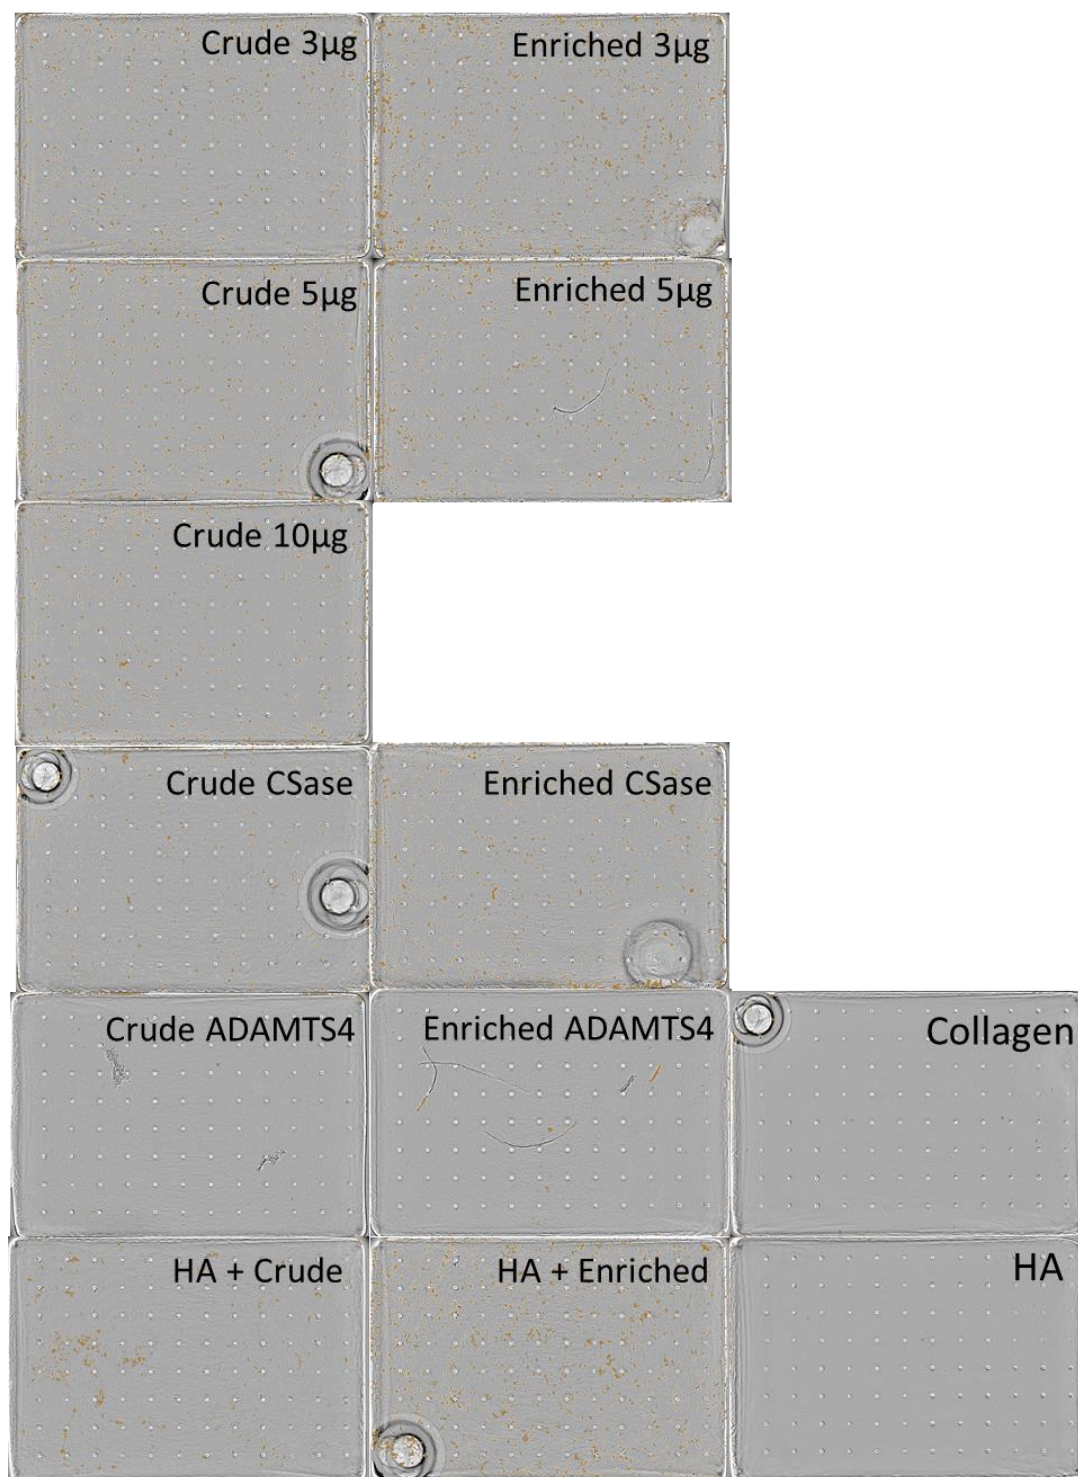 Crude 3µg
Enriched 3µg
Crude 5µg
Enriched 5µg
Crude 10µg
Crude CSase
Enriched CSase
Crude ADAMTS4
Enriched ADAMTS4
Collagen
HA + Crude
HA + Enriched
HA